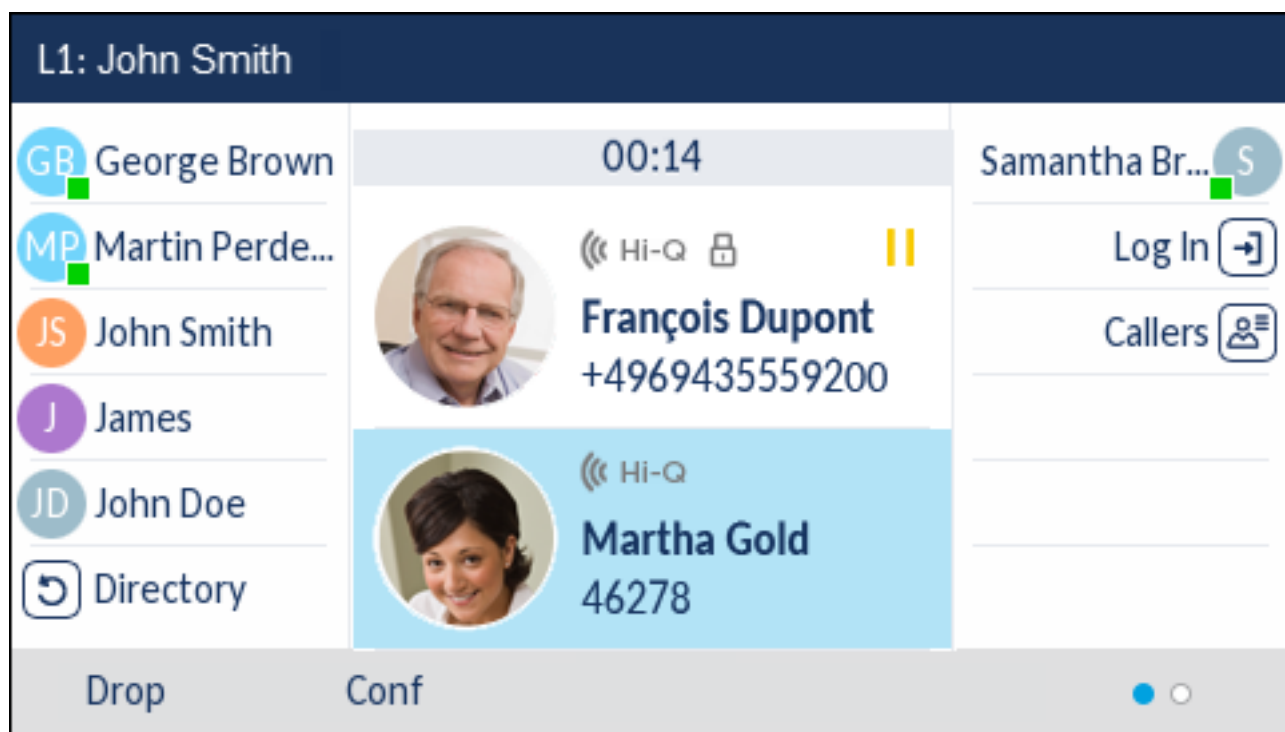 L1: John Smith
GB George Brown
MP Martin Perde...
JS John Smith
J James
JD John Doe
Directory
00:14
Hi-Q
François Dupont
+4969435559200
Hi-Q
Martha Gold
46278
Samantha Br... S
Log In
Callers
Drop Conf